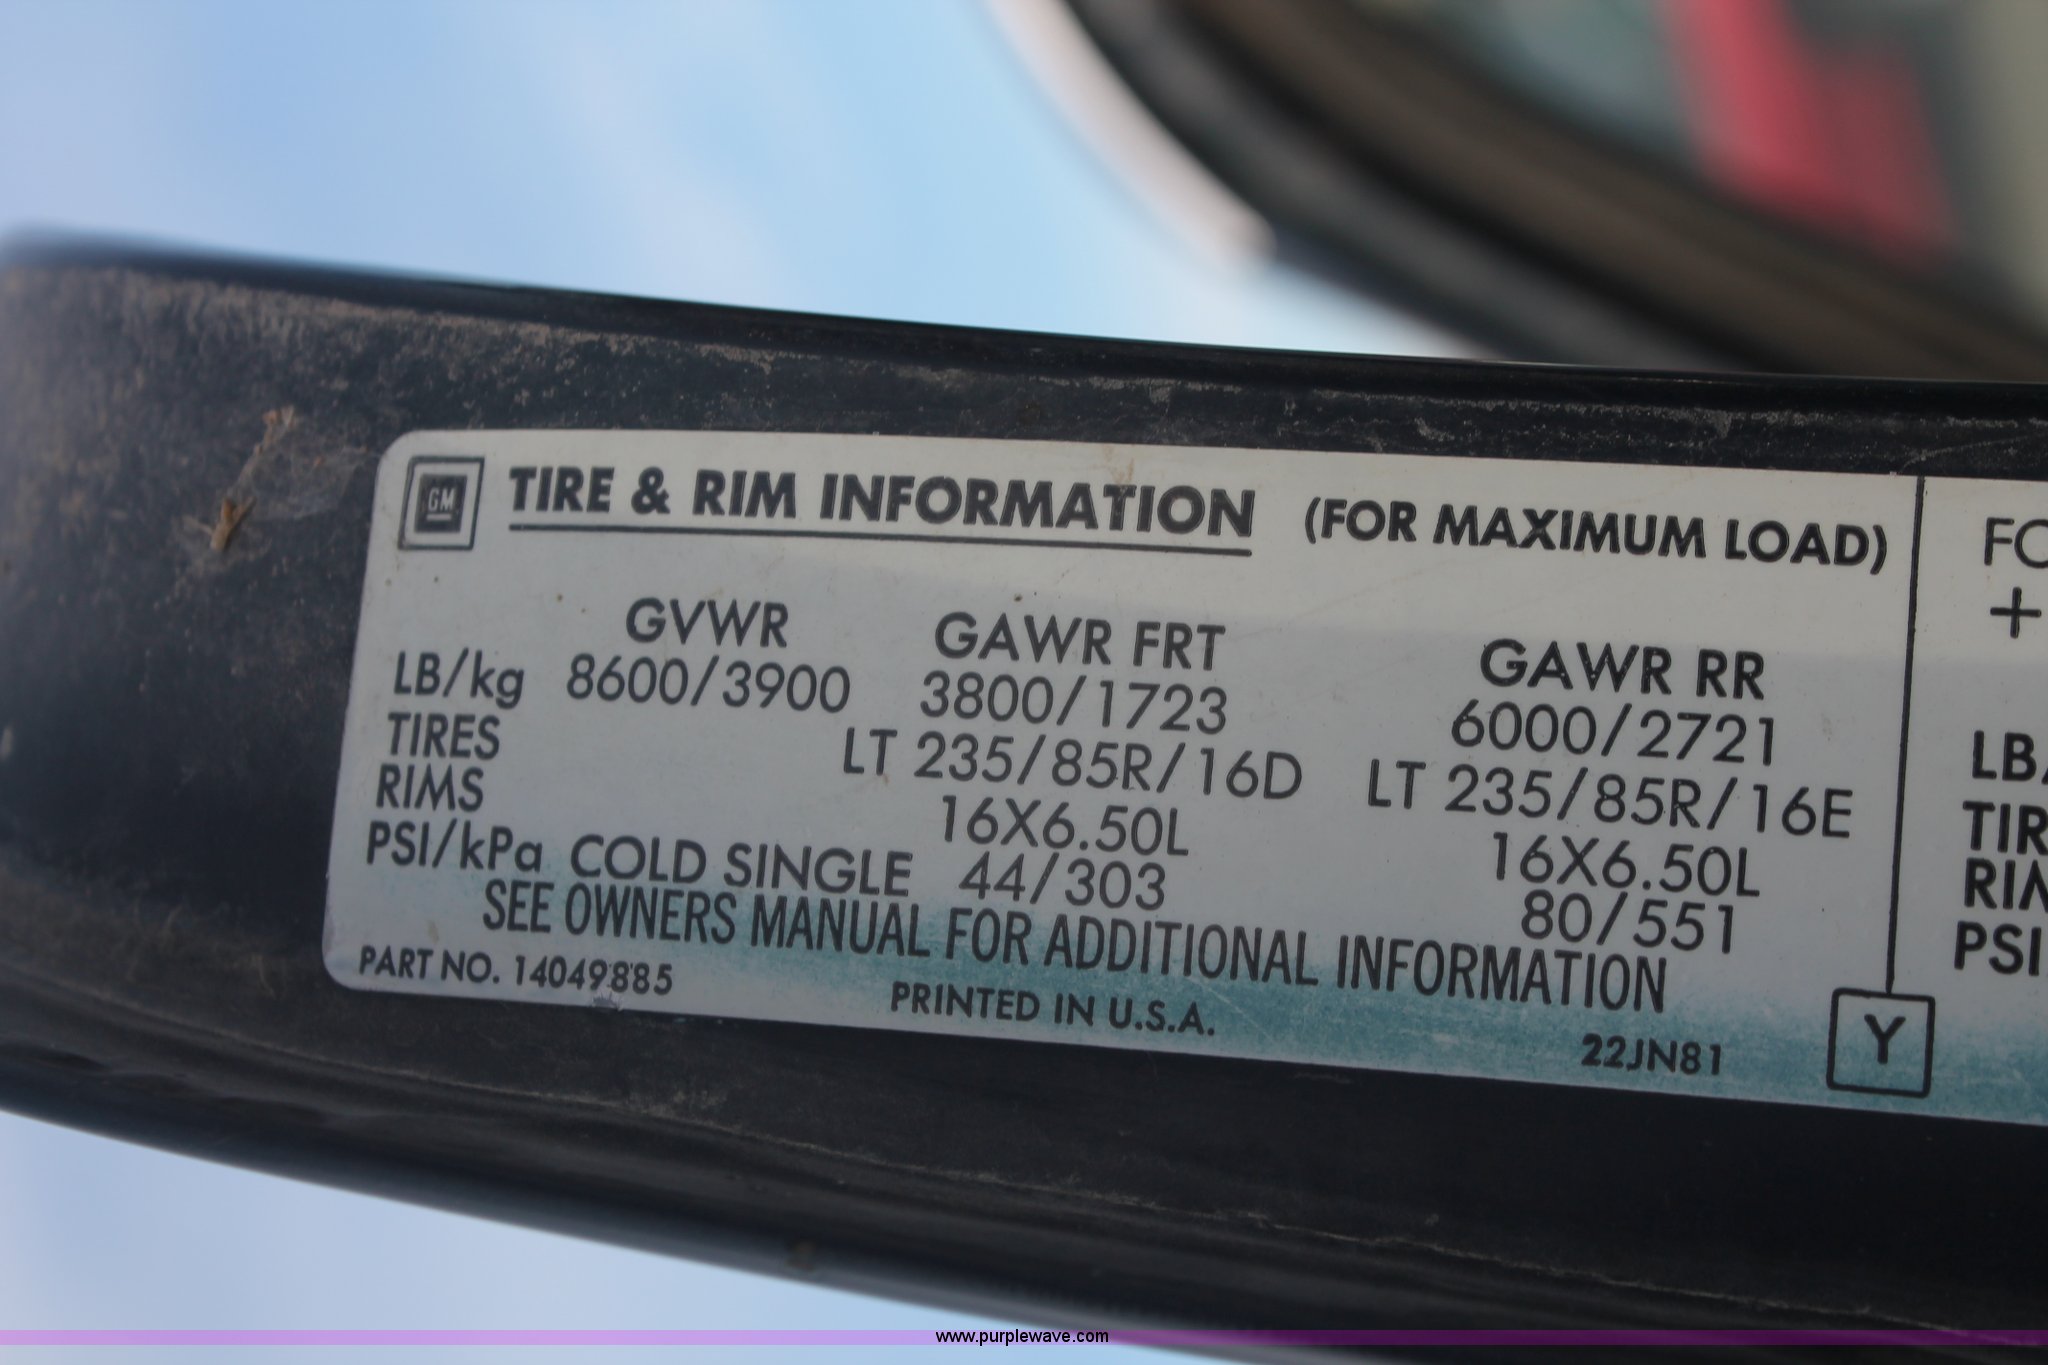 GM TIRE & RIM INFORMATION (FOR MAXIMUM LOAD)
GVWR GAWR FRT GAWR RR
LB/kg 8600/3900 3800/1723 6000/2721
TIRES LT 235/85R/16D LT 235/85R/16E
RIMS 16X6.50L 16X6.50L
PSI/kPa COLD SINGLE 44/303 80/551
SEE OWNERS MANUAL FOR ADDITIONAL INFORMATION
PART NO. 14049885 PRINTED IN U.S.A. 22JN81 Y
+
LB/
PSI
www.purplewave.com